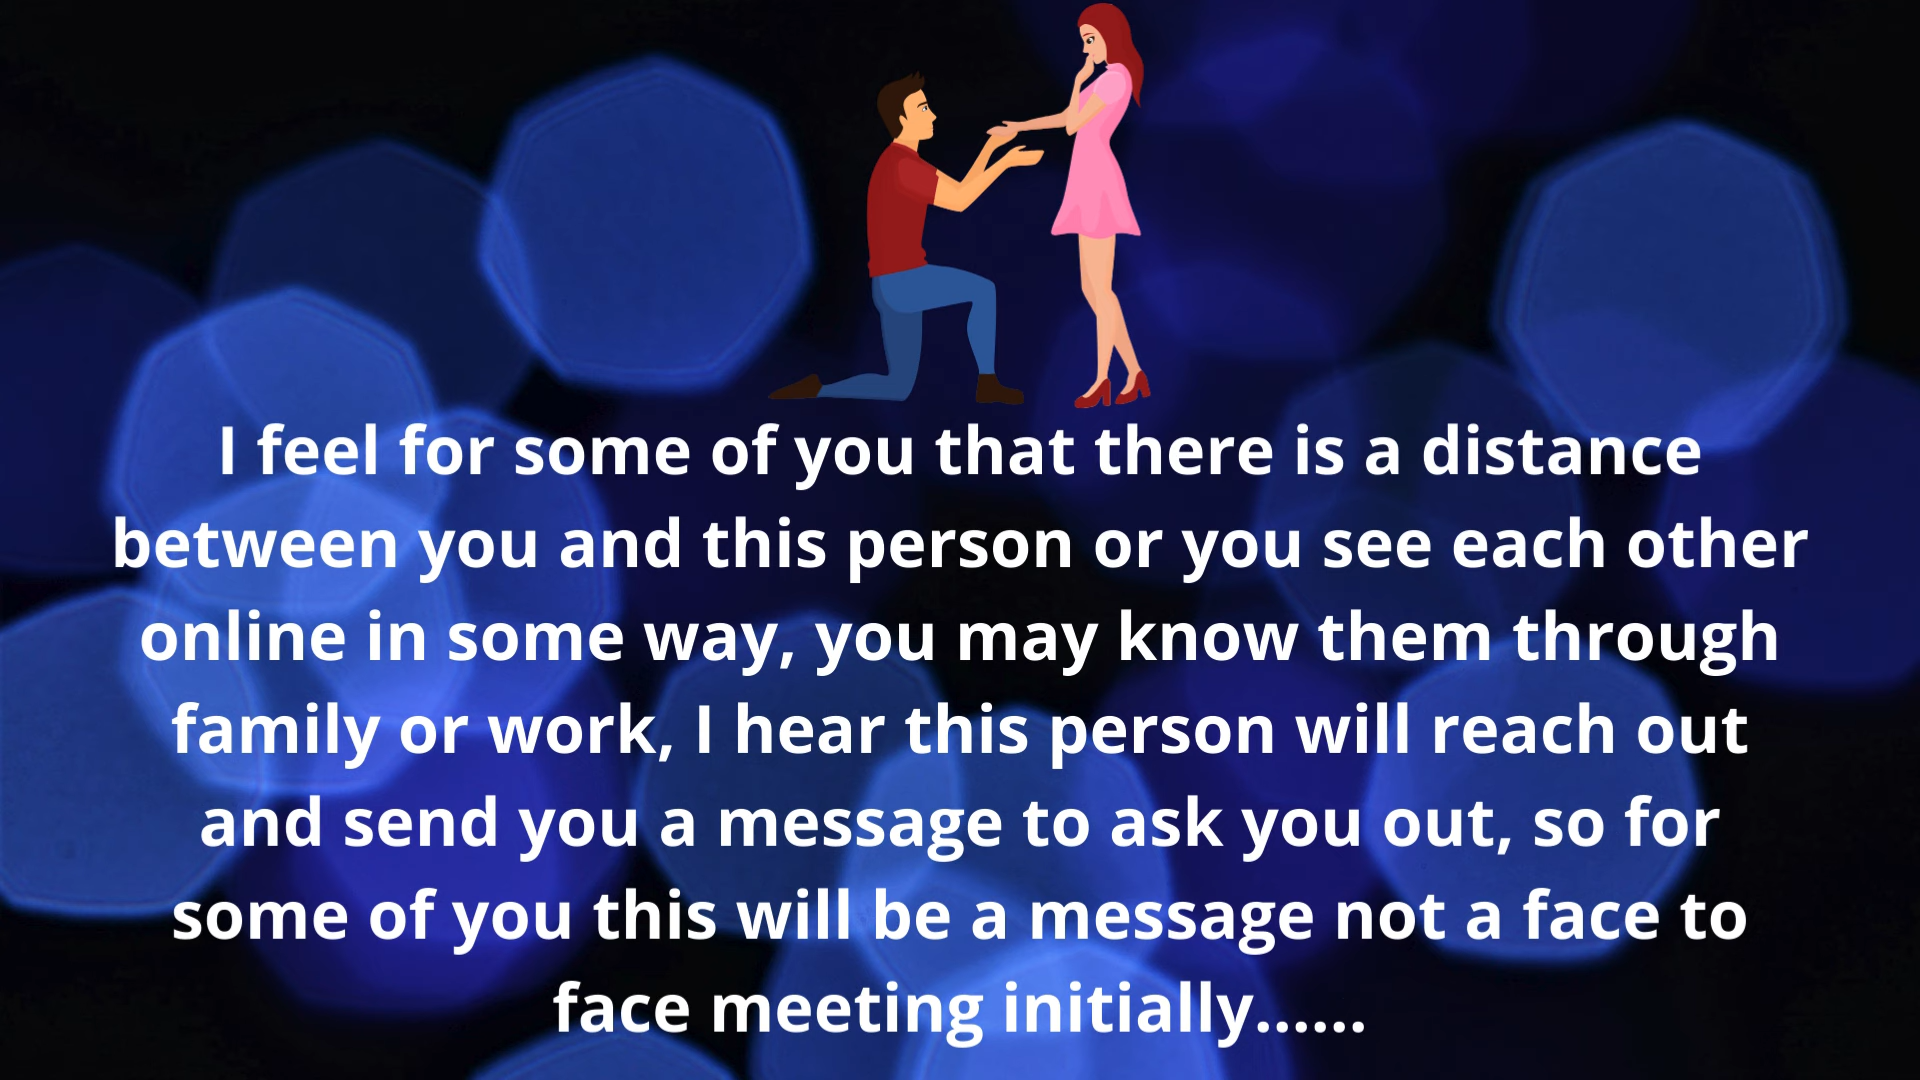 I feel for some of you that there is a distance
between you and this person or you see each other
online in some way, you may know them through
family or work, I hear this person will reach out
and send you a message to ask you out, so for
some of you this will be a message not a face to
face meeting initially......